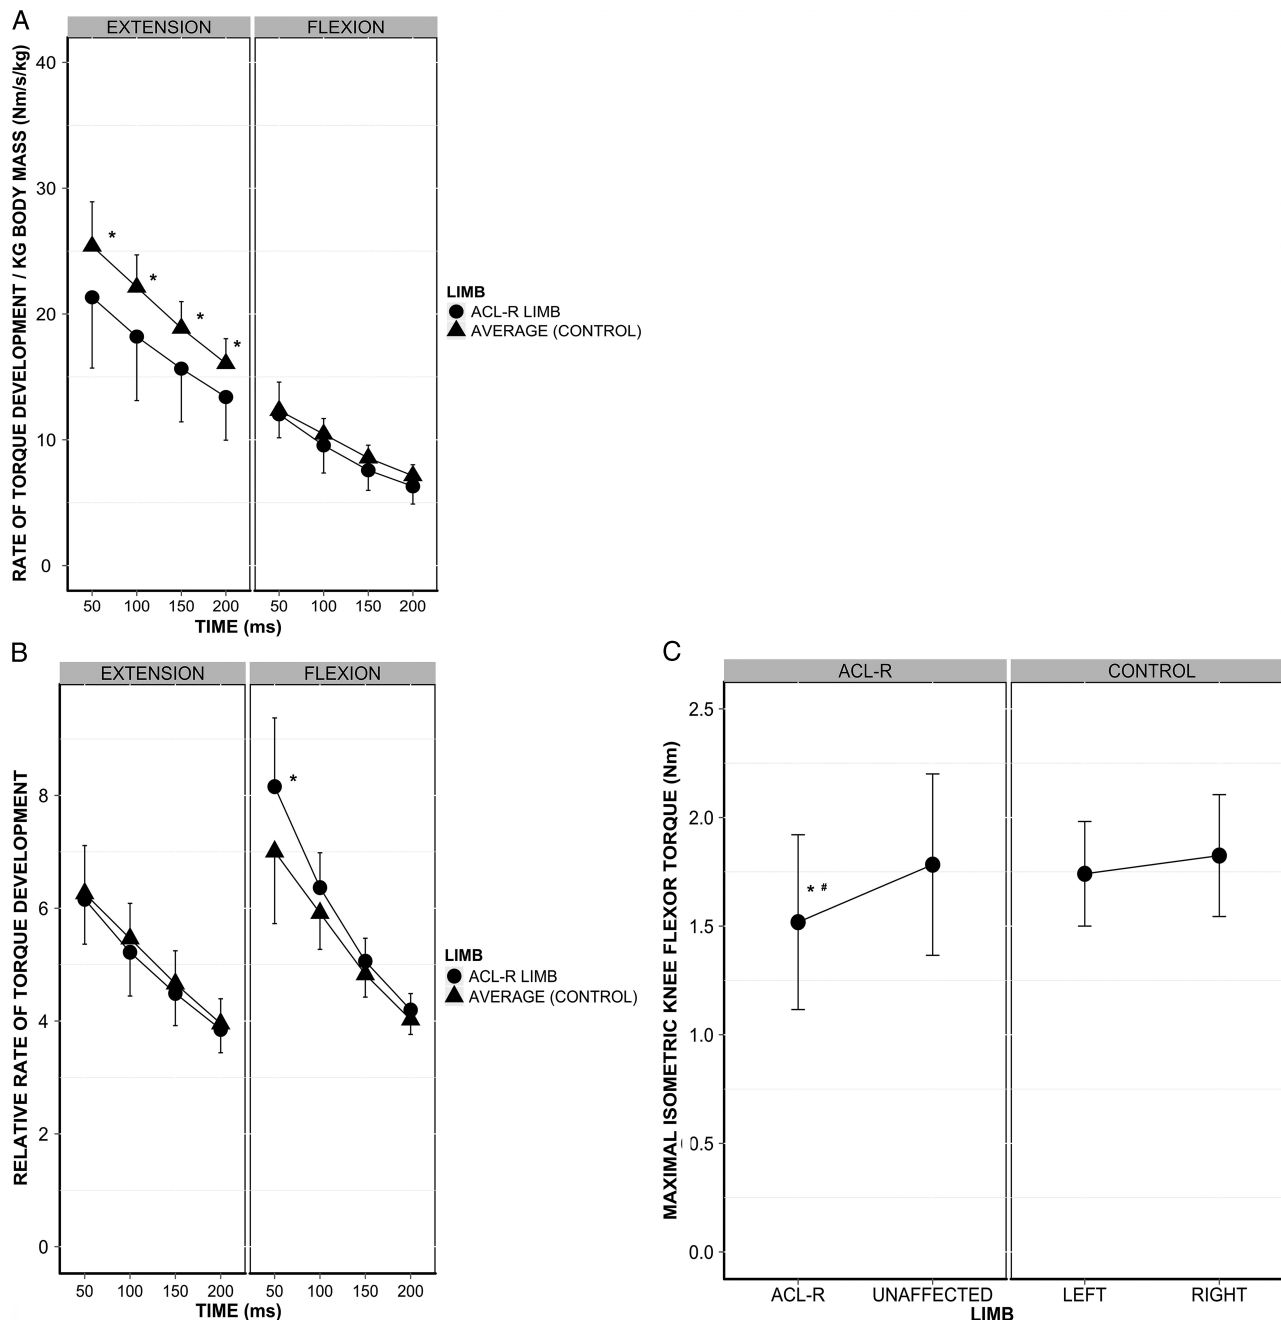 A
EXTENSION
FLEXION
RATE OF TORQUE DEVELOPMENT / KG BODY MASS (Nm/s/kg)
40
30
20
10
0
*
*
*
*
LIMB
ACL-R LIMB
AVERAGE (CONTROL)
50 100 150 200
50 100 150 200
TIME (ms)
B
EXTENSION
FLEXION
RELATIVE RATE OF TORQUE DEVELOPMENT
8
6
4
2
0
*
LIMB
ACL-R LIMB
AVERAGE (CONTROL)
50 100 150 200
50 100 150 200
TIME (ms)
C
ACL-R
CONTROL
MAXIMAL ISOMETRIC KNEE FLEXOR TORQUE (Nm)
2.5
2.0
1.5
1.0
0.5
0.0
* #
ACL-R
UNAFFECTED
LEFT
RIGHT
LIMB